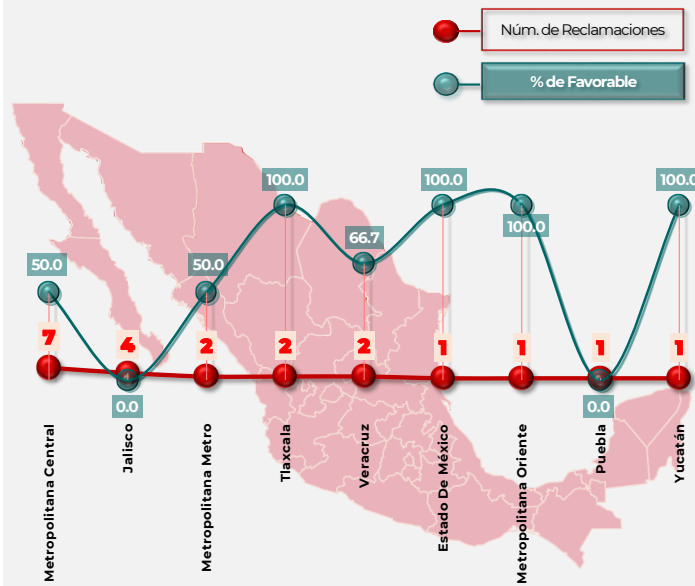 Núm. de Reclamaciones
% de Favorable
100.0
100.0
100.0
66.7
100.0
50.0
50.0
7
4
2
2
2
1
1
1
1
0.0
0.0
Metropolitana Central
Jalisco
Metropolitana Metro
Tlaxcala
Veracruz
Estado De México
Metropolitana Oriente
Puebla
Yucatán